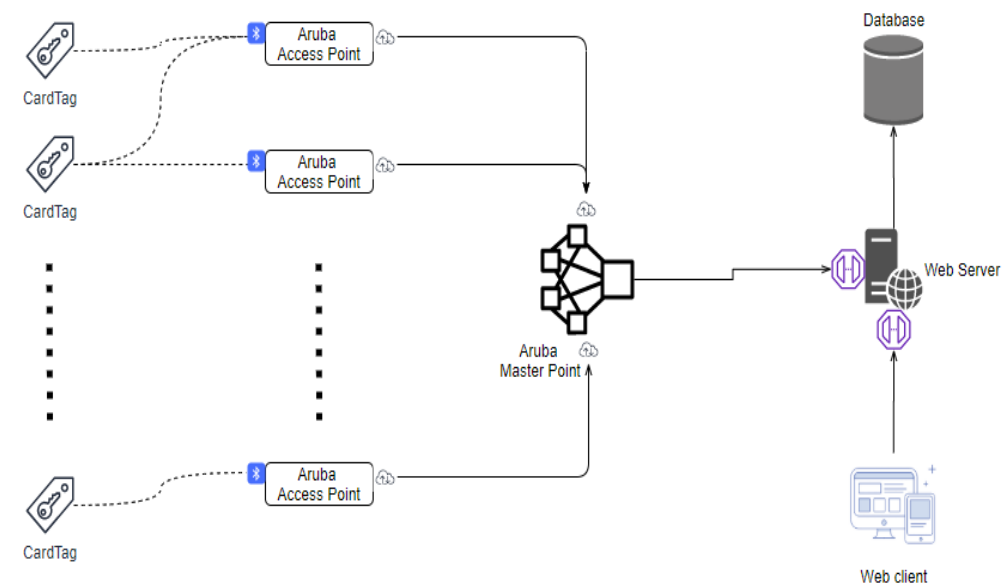 Database
Aruba
Access Point
CardTag
Aruba
Access Point
CardTag
Web Server
Aruba
Master Point
Aruba
Access Point
CardTag
Web client